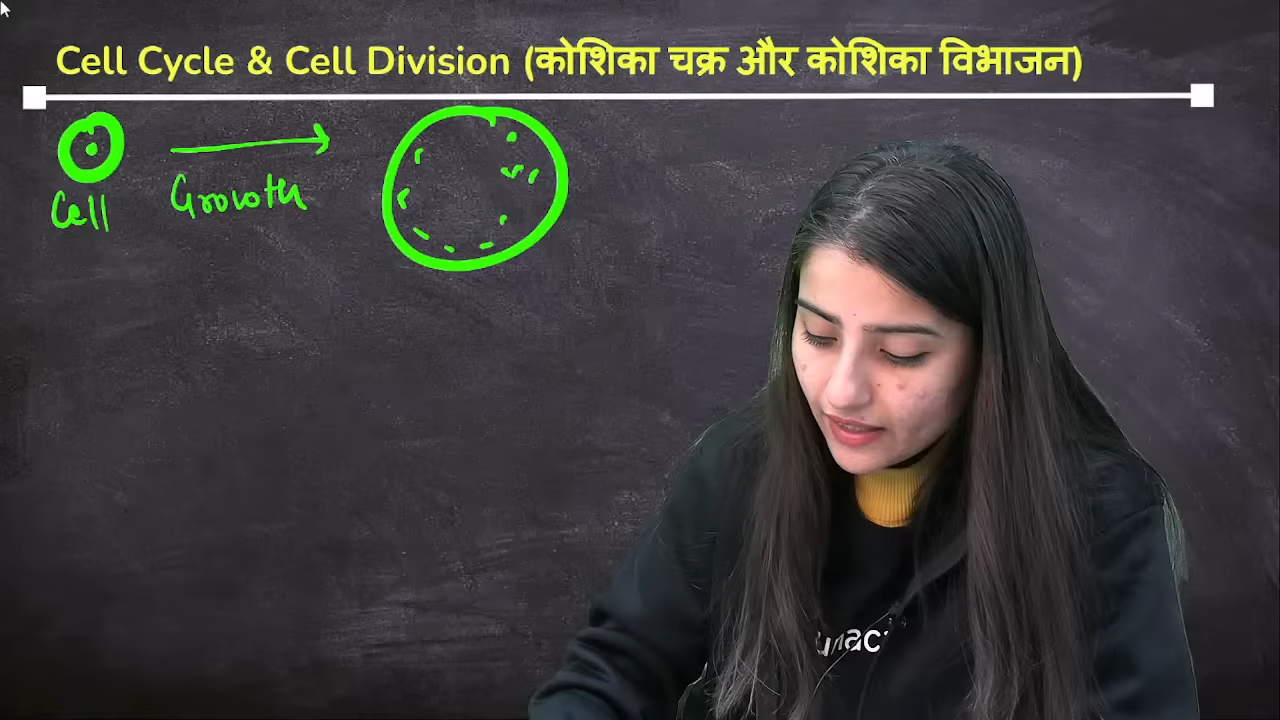 Cell Cycle & Cell Division (कोशिका चक्र और कोशिका विभाजन)
Cell
Growth